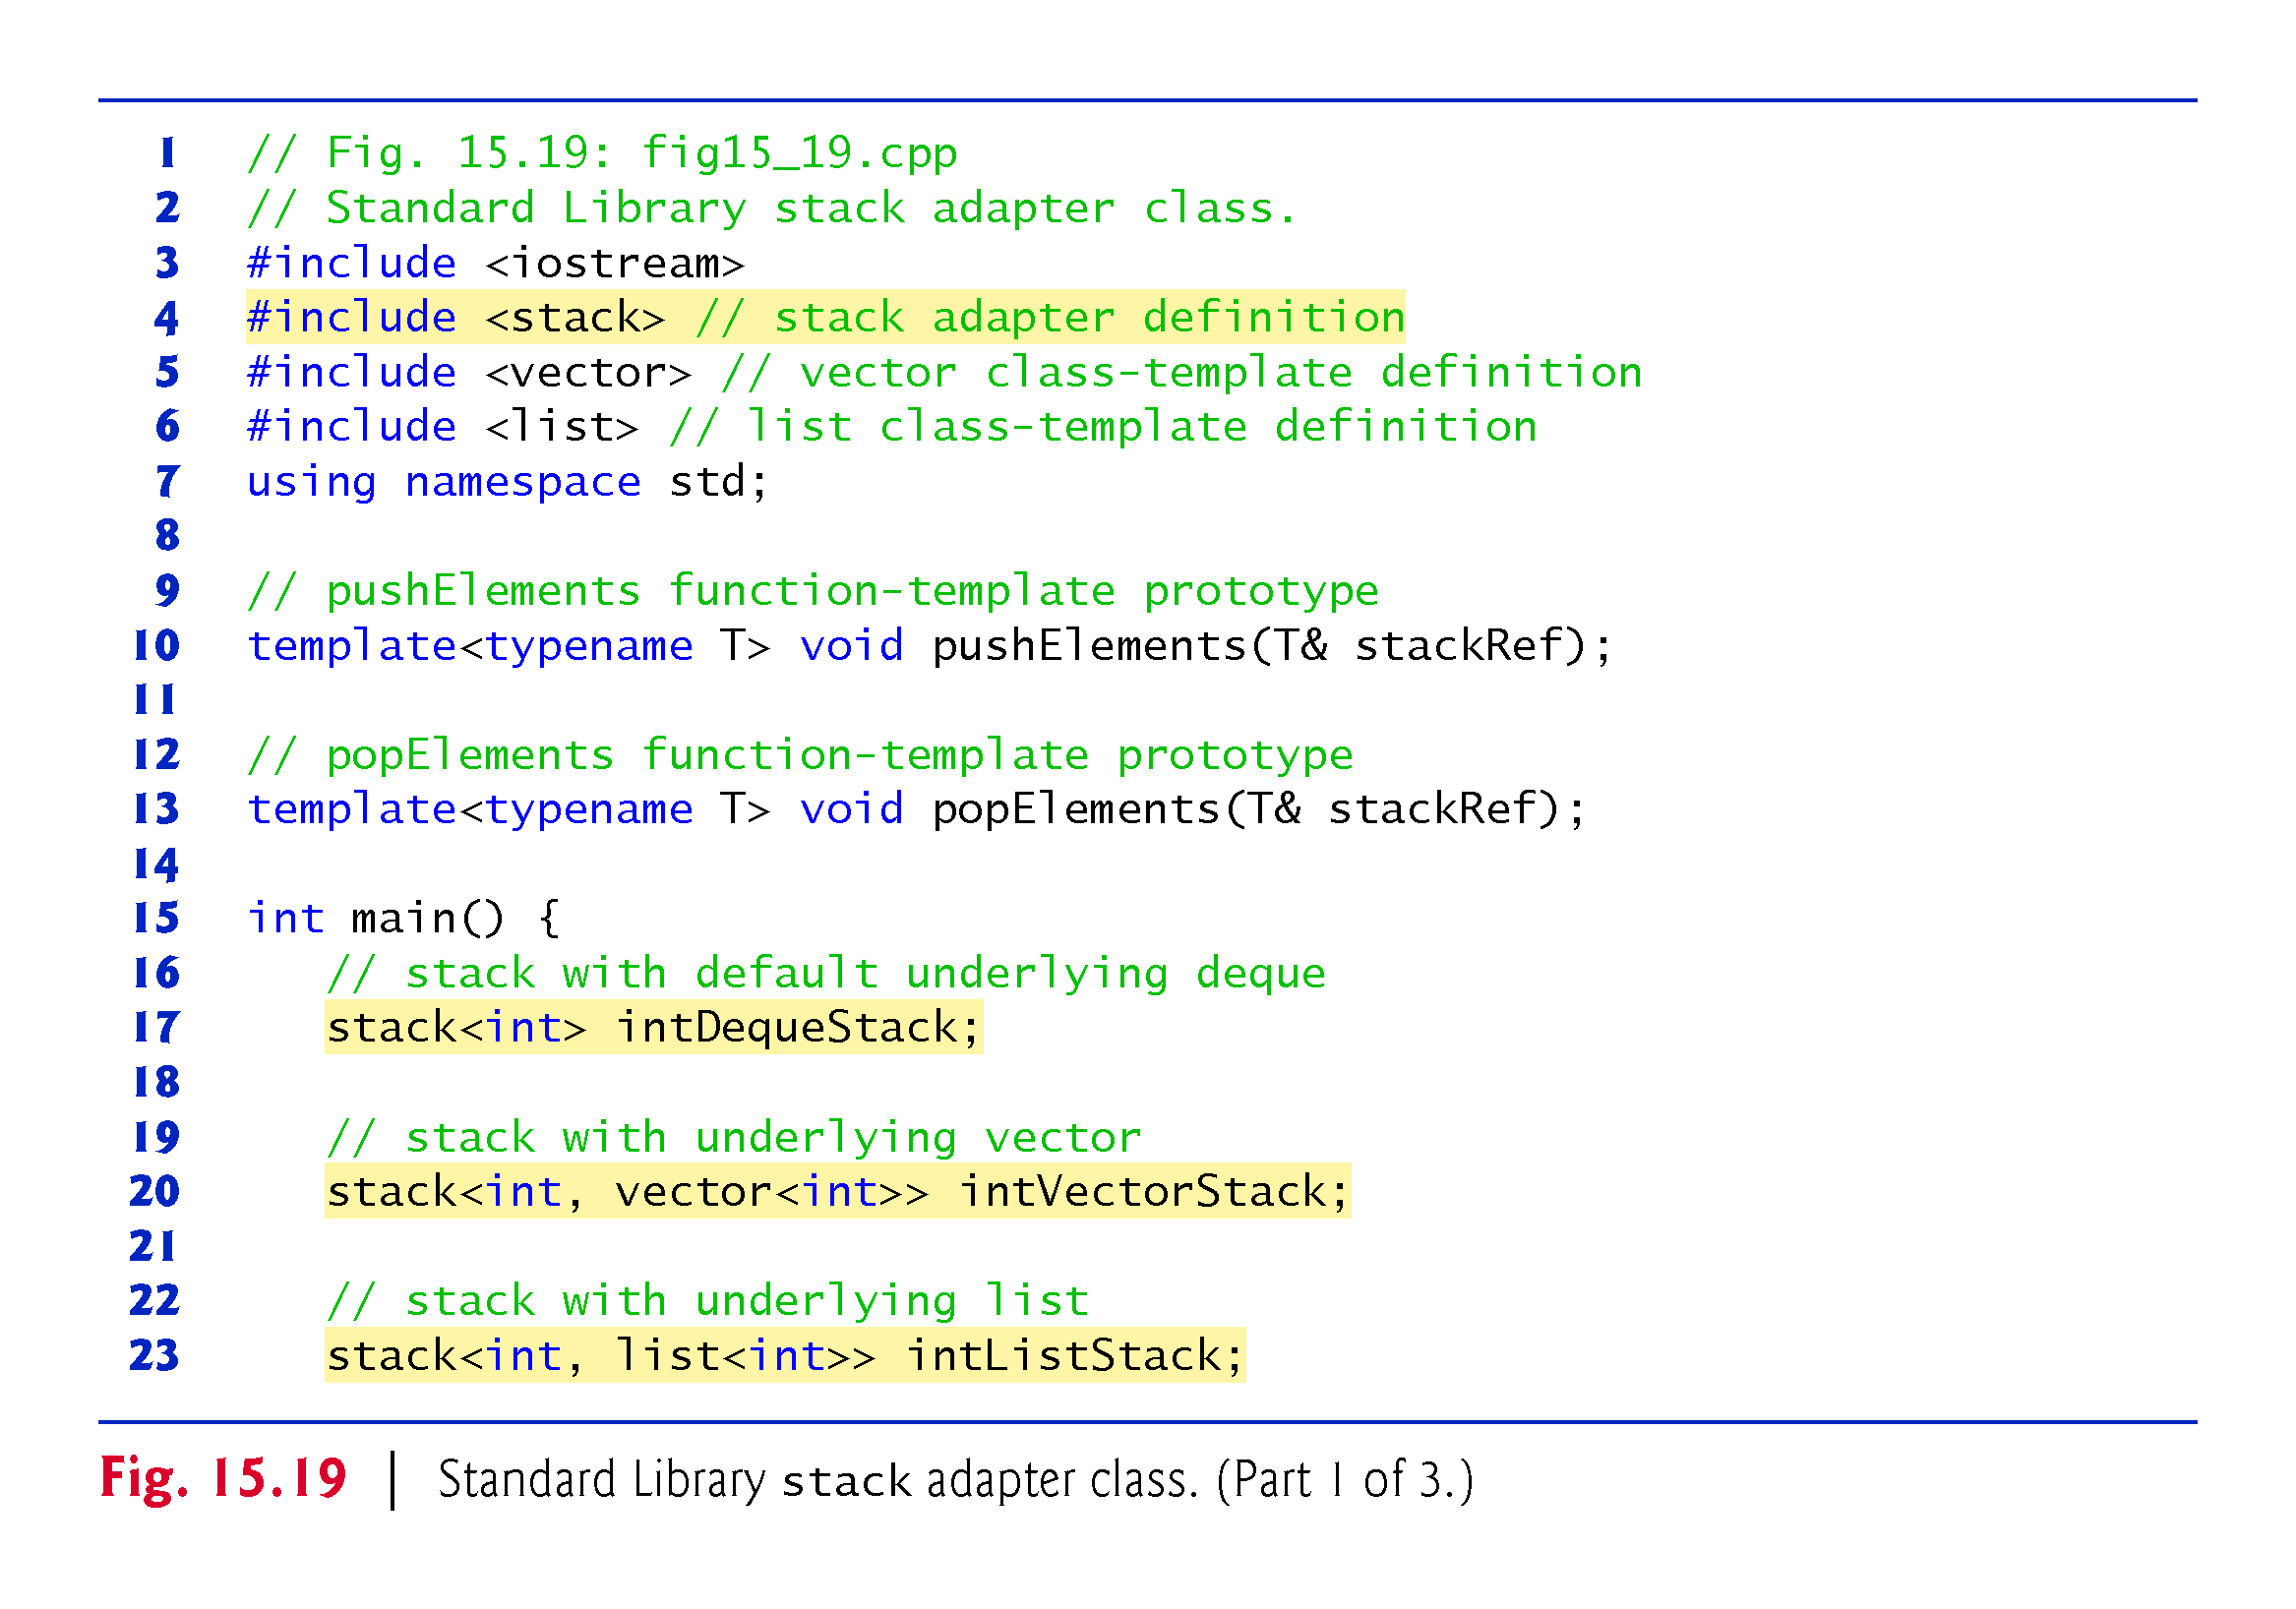 1 // Fig. 15.19: fig15_19.cpp
2 // Standard Library stack adapter class.
3 #include <iostream>
4 #include <stack> // stack adapter definition
5 #include <vector> // vector class-template definition
6 #include <list> // list class-template definition
7 using namespace std;
8
9 // pushElements function-template prototype
10 template<typename T> void pushElements(T& stackRef);
11
12 // popElements function-template prototype
13 template<typename T> void popElements(T& stackRef);
14
15 int main() {
16    // stack with default underlying deque
17    stack<int> intDequeStack;
18
19    // stack with underlying vector
20    stack<int, vector<int>> intVectorStack;
21
22    // stack with underlying list
23    stack<int, list<int>> intListStack;
Fig. 15.19 | Standard Library stack adapter class. (Part 1 of 3.)